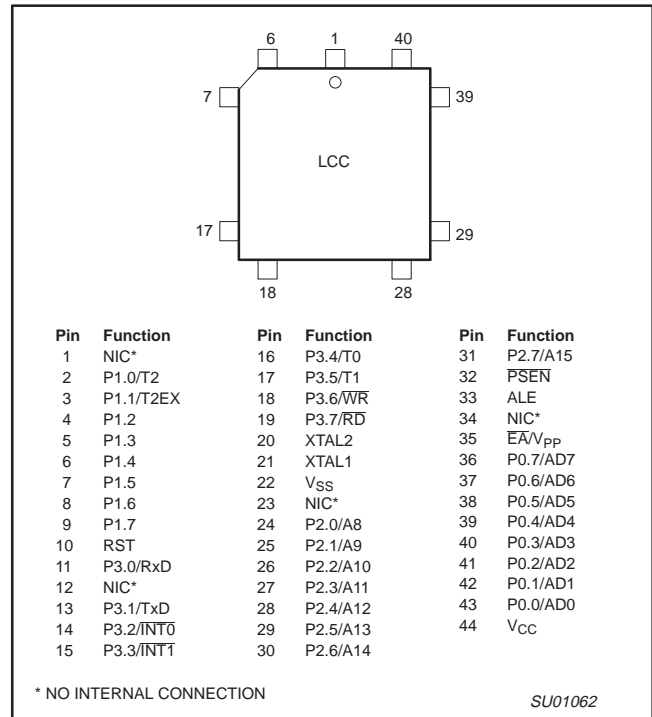 6 1 40
7 39
LCC
17 29
18 28
Pin Function Pin Function Pin Function
1 NIC* 16 P3.4/T0 31 P2.7/A15
2 P1.0/T2 17 P3.5/T1 32 P̅S̅E̅N̅
3 P1.1/T2EX 18 P3.6/W̅R̅ 33 ALE
4 P1.2 19 P3.7/R̅D̅ 34 NIC*
5 P1.3 20 XTAL2 35 E̅A̅/VPP
6 P1.4 21 XTAL1 36 P0.7/AD7
7 P1.5 22 VSS 37 P0.6/AD6
8 P1.6 23 NIC* 38 P0.5/AD5
9 P1.7 24 P2.0/A8 39 P0.4/AD4
10 RST 25 P2.1/A9 40 P0.3/AD3
11 P3.0/RxD 26 P2.2/A10 41 P0.2/AD2
12 NIC* 27 P2.3/A11 42 P0.1/AD1
13 P3.1/TxD 28 P2.4/A12 43 P0.0/AD0
14 P3.2/I̅N̅T̅0̅ 29 P2.5/A13 44 VCC
15 P3.3/I̅N̅T̅1̅ 30 P2.6/A14
* NO INTERNAL CONNECTION
SU01062